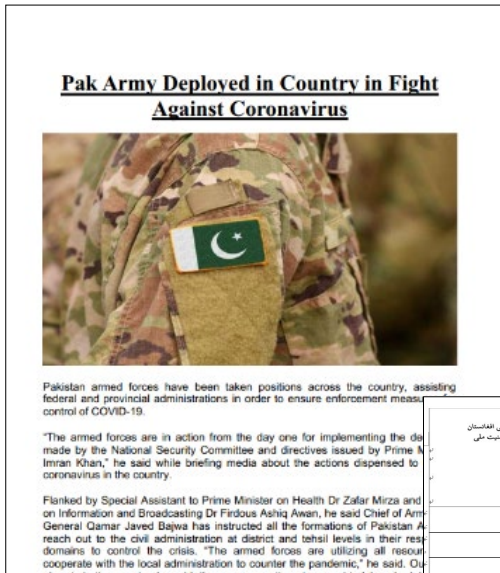 Pak Army Deployed in Country in Fight
Against Coronavirus
Pakistan armed forces have been taken positions across the country, assisting
federal and provincial administrations in order to ensure enforcement
control of COVID-19.
"The armed forces are in action from the day one for implementing the
made by the National Security Committee and directives issued by Prime
Imran Khan," he said while briefing media about the actions dispensed to
coronavirus in the country.
Flanked by Special Assistant to Prime Minister on Health Dr Zafar Mirza and
on Information and Broadcasting Dr Firdous Ashiq Awan, he said Chief of
General Qamar Javed Bajwa has instructed all the formations of Pakistan
reach out to the civil administration at district and tehsil levels in their
domains to control the crisis. "The armed forces are utilizing all
cooperate with the local administration to counter the pandemic," he said.
افغانستان
ملی